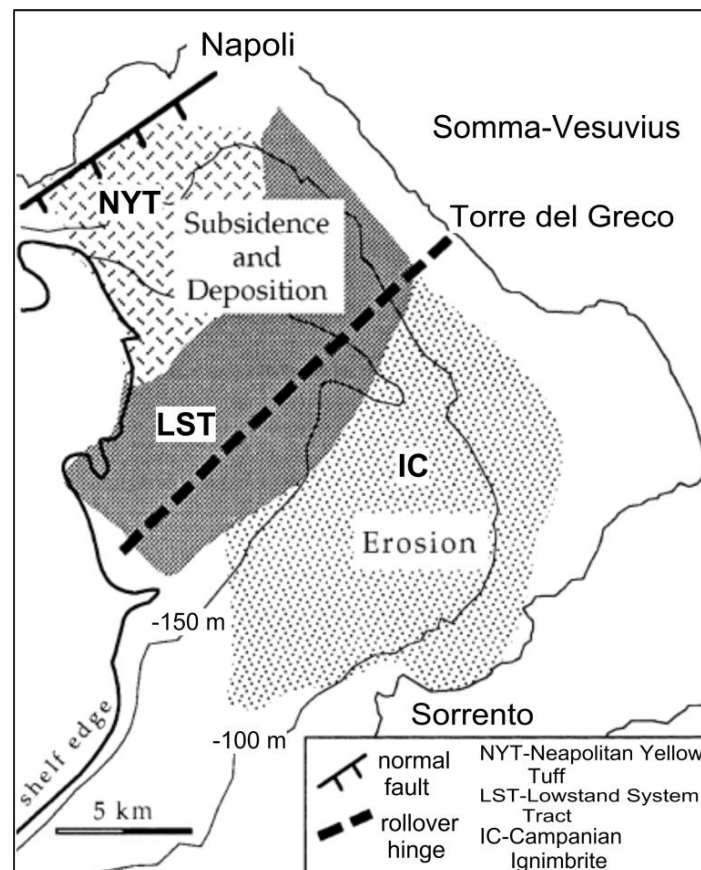 Napoli
Somma-Vesuvius
NYT
Torre del Greco
Subsidence
and
Deposition
LST
IC
Erosion
-150 m
Sorrento
-100 m
shelf edge
5 km
normal
fault
rollover
hinge
NYT-Neapolitan Yellow
Tuff
LST-Lowstand System
Tract
IC-Campanian
Ignimbrite